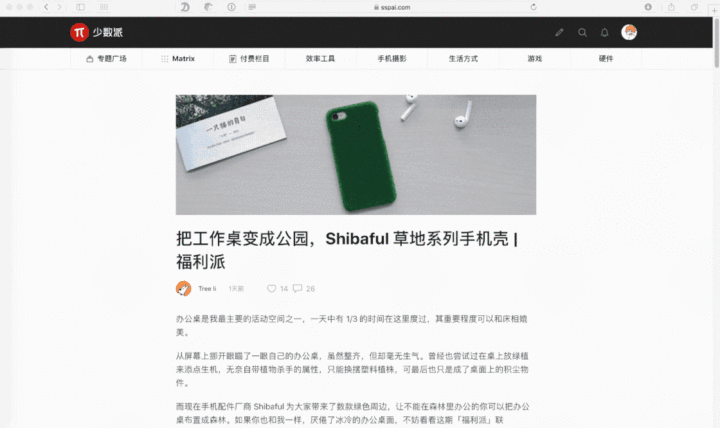 sspai.com
少数派
专题广场 Matrix 付费栏目 效率工具 手机摄影 生活方式 游戏 硬件
把工作桌变成公园，Shibaful 草地系列手机壳 |
福利派
Tree 1天前 14 26
办公桌是我最主要的活动空间之一，一天中有 1/3 的时间在这里度过，其重要程度可以和床相媲
美。
从屏幕上挪开眼瞄了一眼自己的办公桌，虽然整齐，但却毫无生气。曾经也尝试过在桌上放绿植
来添点生机，无奈自带植物杀手的属性，只能换摆塑料植株，可最后也只是成了桌面上的积尘物
件。
而现在手机配件厂商 Shibaful 为大家带来了数款绿色周边，让不能在森林里办公的你可以把办公
桌布置成森林。如果你也和我一样，厌倦了冰冷的办公桌面，不妨看看这期「福利派」联